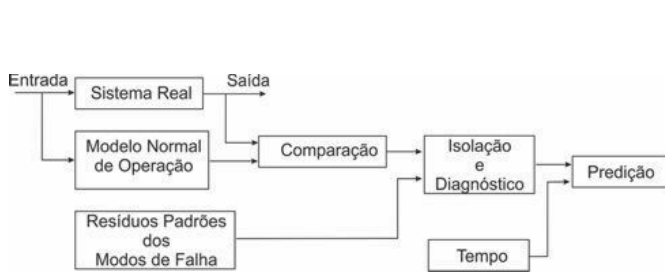 Entrada
Sistema Real
Saída
Modelo Normal
de Operação
Comparação
Isolação
e
Diagnóstico
Predição
Resíduos Padrões
dos
Modos de Falha
Tempo